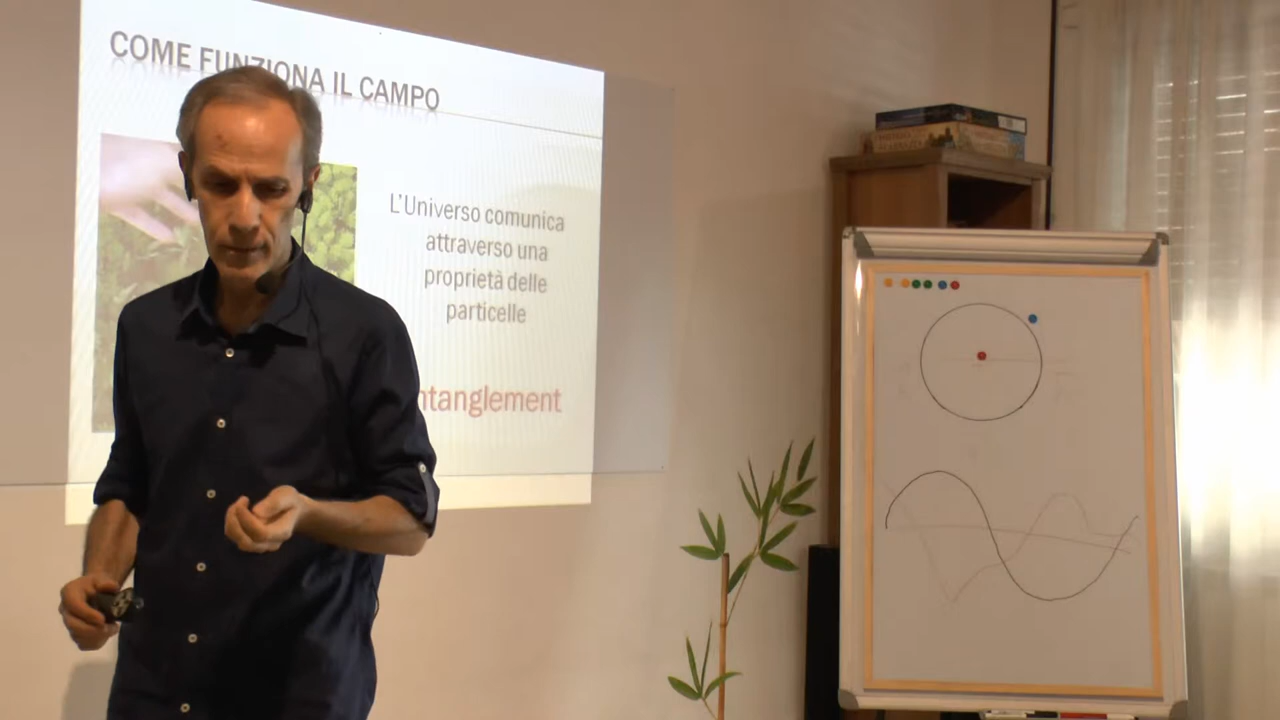 COME FUNZIONA IL CAMPO
L'Universo comunica
attraverso una
proprietà delle
particelle
ntanglement